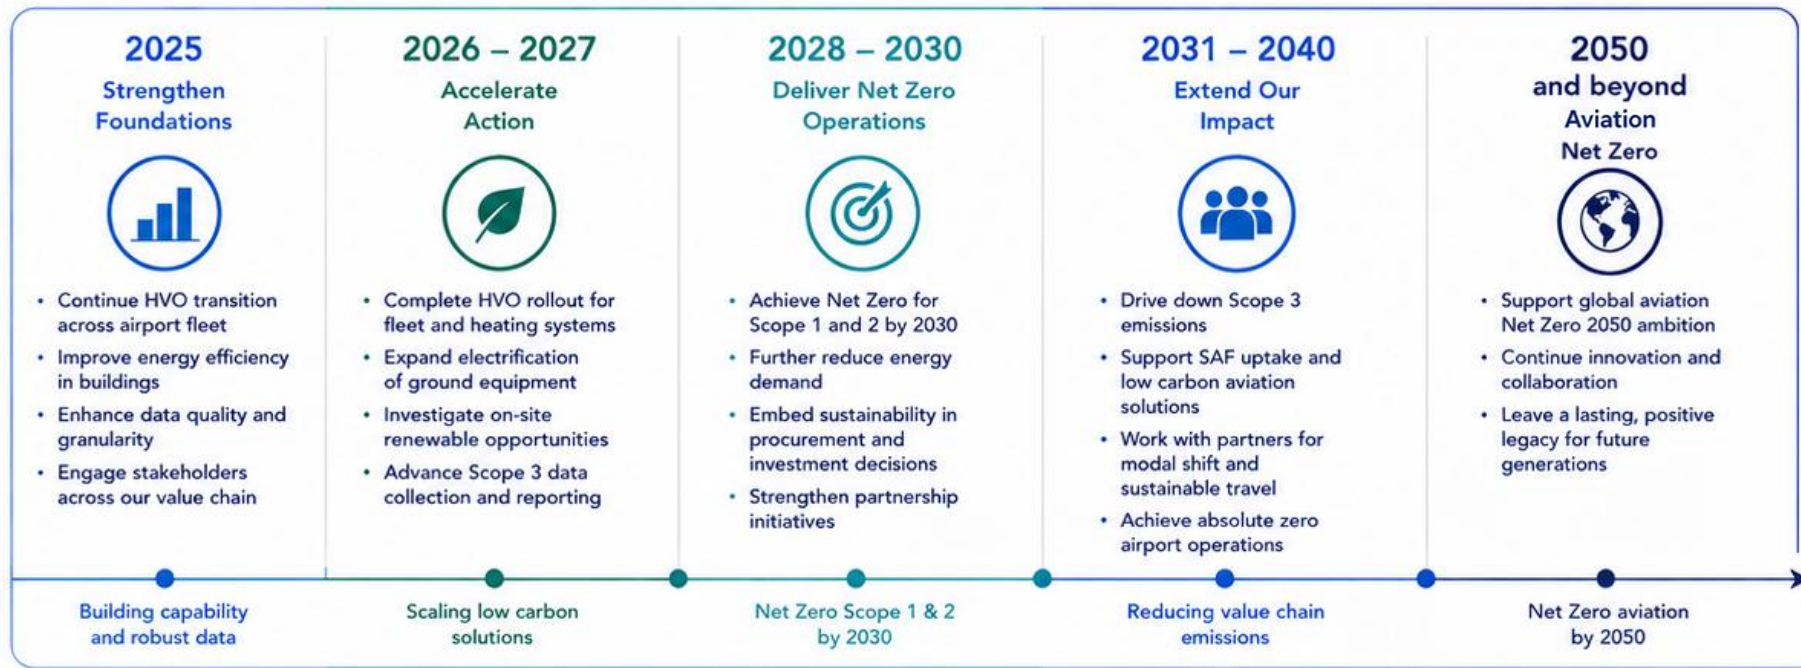 2025
Strengthen
Foundations
• Continue HVO transition
across airport fleet
• Improve energy efficiency
in buildings
• Enhance data quality and
granularity
• Engage stakeholders
across our value chain
Building capability
and robust data
2026 – 2027
Accelerate
Action
• Complete HVO rollout for
fleet and heating systems
• Expand electrification
of ground equipment
• Investigate on-site
renewable opportunities
• Advance Scope 3 data
collection and reporting
Scaling low carbon
solutions
2028 – 2030
Deliver Net Zero
Operations
• Achieve Net Zero for
Scope 1 and 2 by 2030
• Further reduce energy
demand
• Embed sustainability in
procurement and
investment decisions
• Strengthen partnership
initiatives
Net Zero Scope 1 & 2
by 2030
2031 – 2040
Extend Our
Impact
• Drive down Scope 3
emissions
• Support SAF uptake and
low carbon aviation
solutions
• Work with partners for
modal shift and
sustainable travel
• Achieve absolute zero
airport operations
Reducing value chain
emissions
2050
and beyond
Aviation
Net Zero
• Support global aviation
Net Zero 2050 ambition
• Continue innovation and
collaboration
• Leave a lasting, positive
legacy for future
generations
Net Zero aviation
by 2050